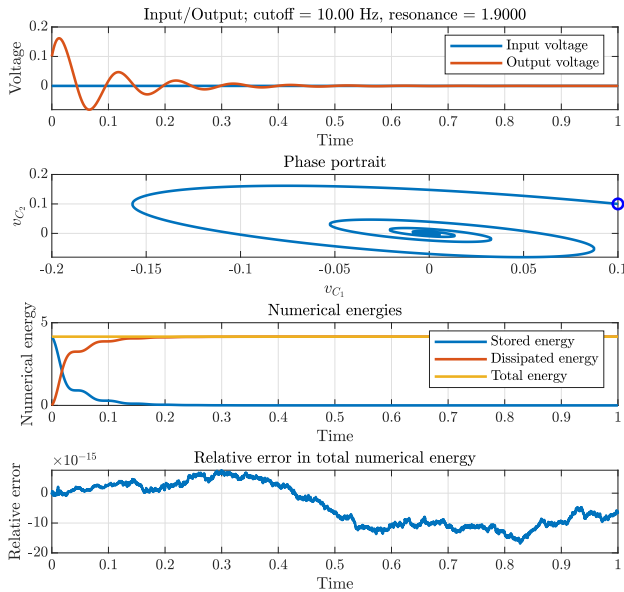 Input/Output; cutoff = 10.00 Hz, resonance = 1.9000
0.2
0.1
0
Voltage
Input voltage
Output voltage
0 0.1 0.2 0.3 0.4 0.5 0.6 0.7 0.8 0.9 1
Time
Phase portrait
0.2
0.1
0
v_{C_2}
-0.2 -0.15 -0.1 -0.05 0 0.05 0.1
v_{C_1}
Numerical energies
5
0
Numerical energy
Stored energy
Dissipated energy
Total energy
0 0.1 0.2 0.3 0.4 0.5 0.6 0.7 0.8 0.9 1
Time
×10^{-15}
Relative error in total numerical energy
0
-10
-20
Relative error
0 0.1 0.2 0.3 0.4 0.5 0.6 0.7 0.8 0.9 1
Time